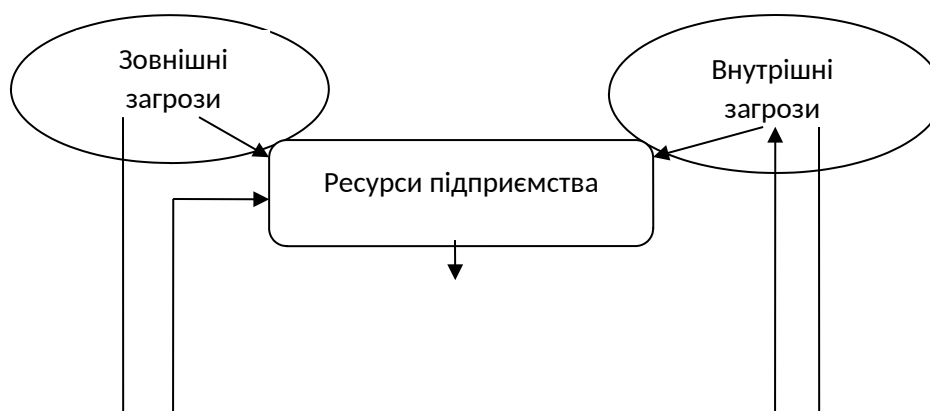 Зовнішні
загрози
Внутрішні
загрози
Ресурси підприємства